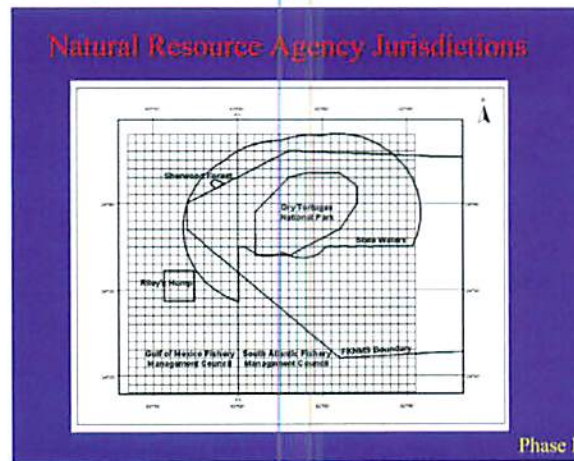 Natural Resource Agency Jurisdictions
Sherwood Forest
Dry Tortugas
National Park
State Waters
Riley's Hump
Gulf of Mexico Fishery
Management Council
South Atlantic Fishery
Management Council
FKNMS Boundary
Phase